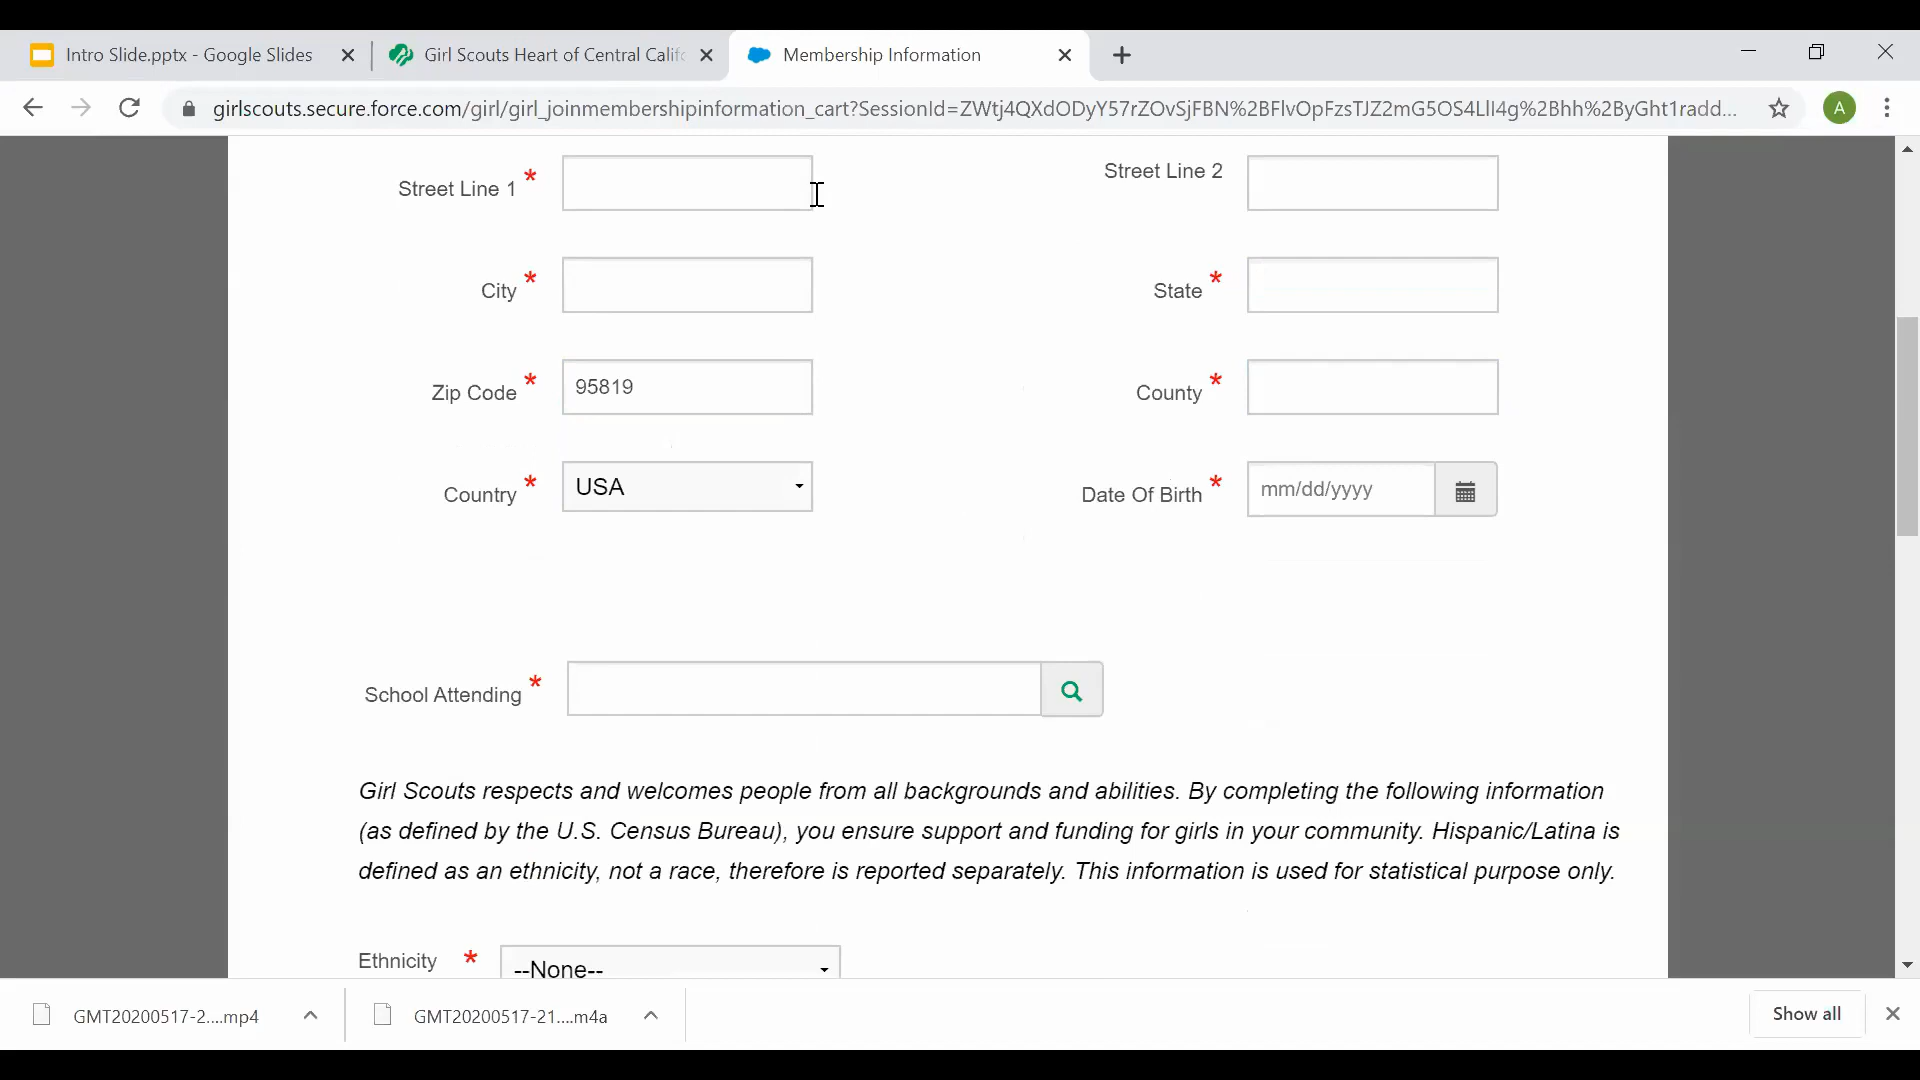 Intro Slide.pptx - Google Slides
Girl Scouts Heart of Central Calif
Membership Information
girlscouts.secure.force.com/girl/girl_joinmembershipinformation_cart?SessionId=ZWtj4QXdODyY57rZOvSjFBN%2BFlvOpFzsTJZ2mG5OS4LlI4g%2Bhh%2ByGht1radd...
A
Street Line 1 *
Street Line 2
City *
State *
Zip Code * 95819
County *
Country * USA
Date Of Birth * mm/dd/yyyy
School Attending *
Girl Scouts respects and welcomes people from all backgrounds and abilities. By completing the following information
(as defined by the U.S. Census Bureau), you ensure support and funding for girls in your community. Hispanic/Latina is
defined as an ethnicity, not a race, therefore is reported separately. This information is used for statistical purpose only.
Ethnicity * --None--
GMT20200517-2....mp4
GMT20200517-21....m4a
Show all